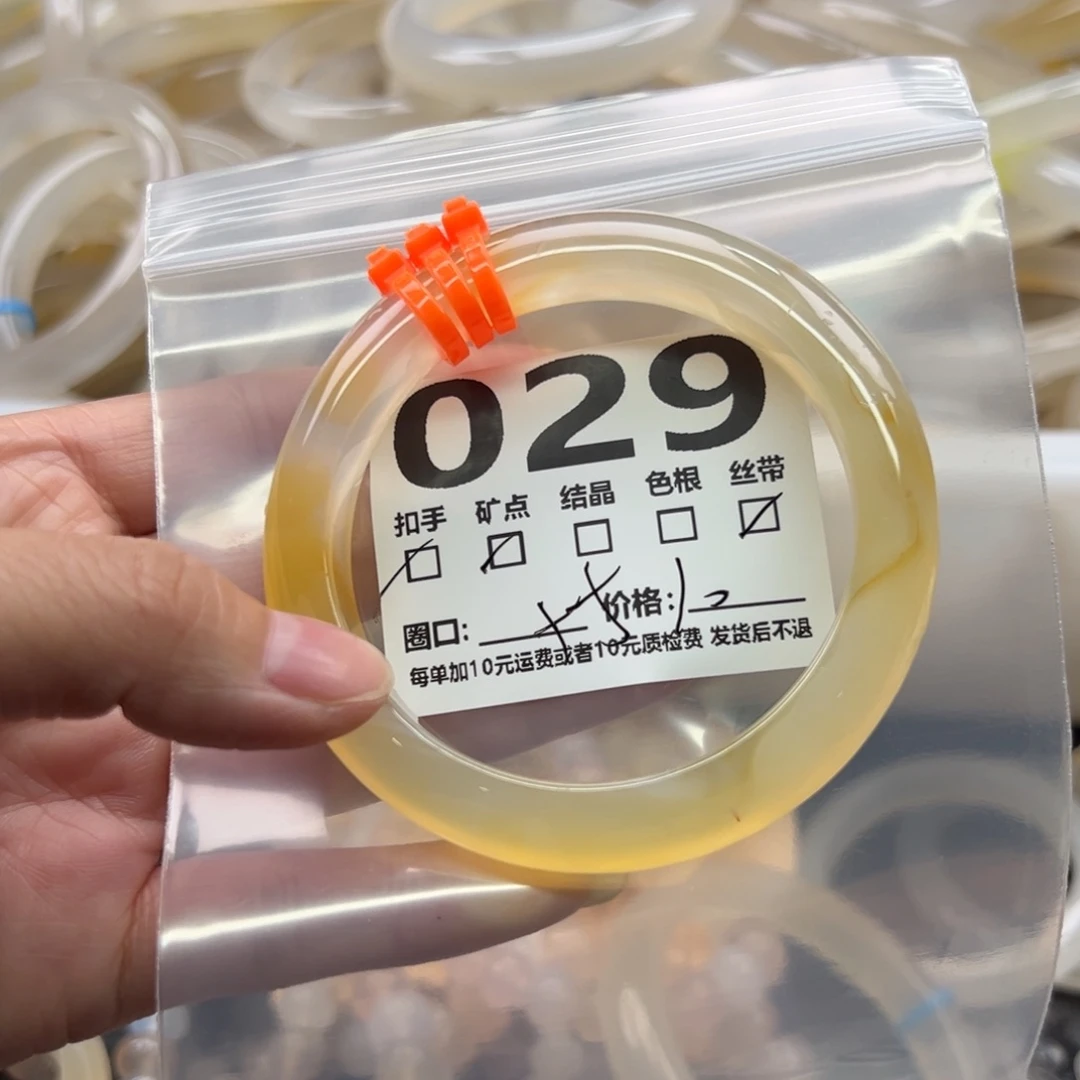 029
扣手 矿点 结晶 色根 丝带
圈口: 价格:
每单加10元运费或者10元质检费 发货后不退